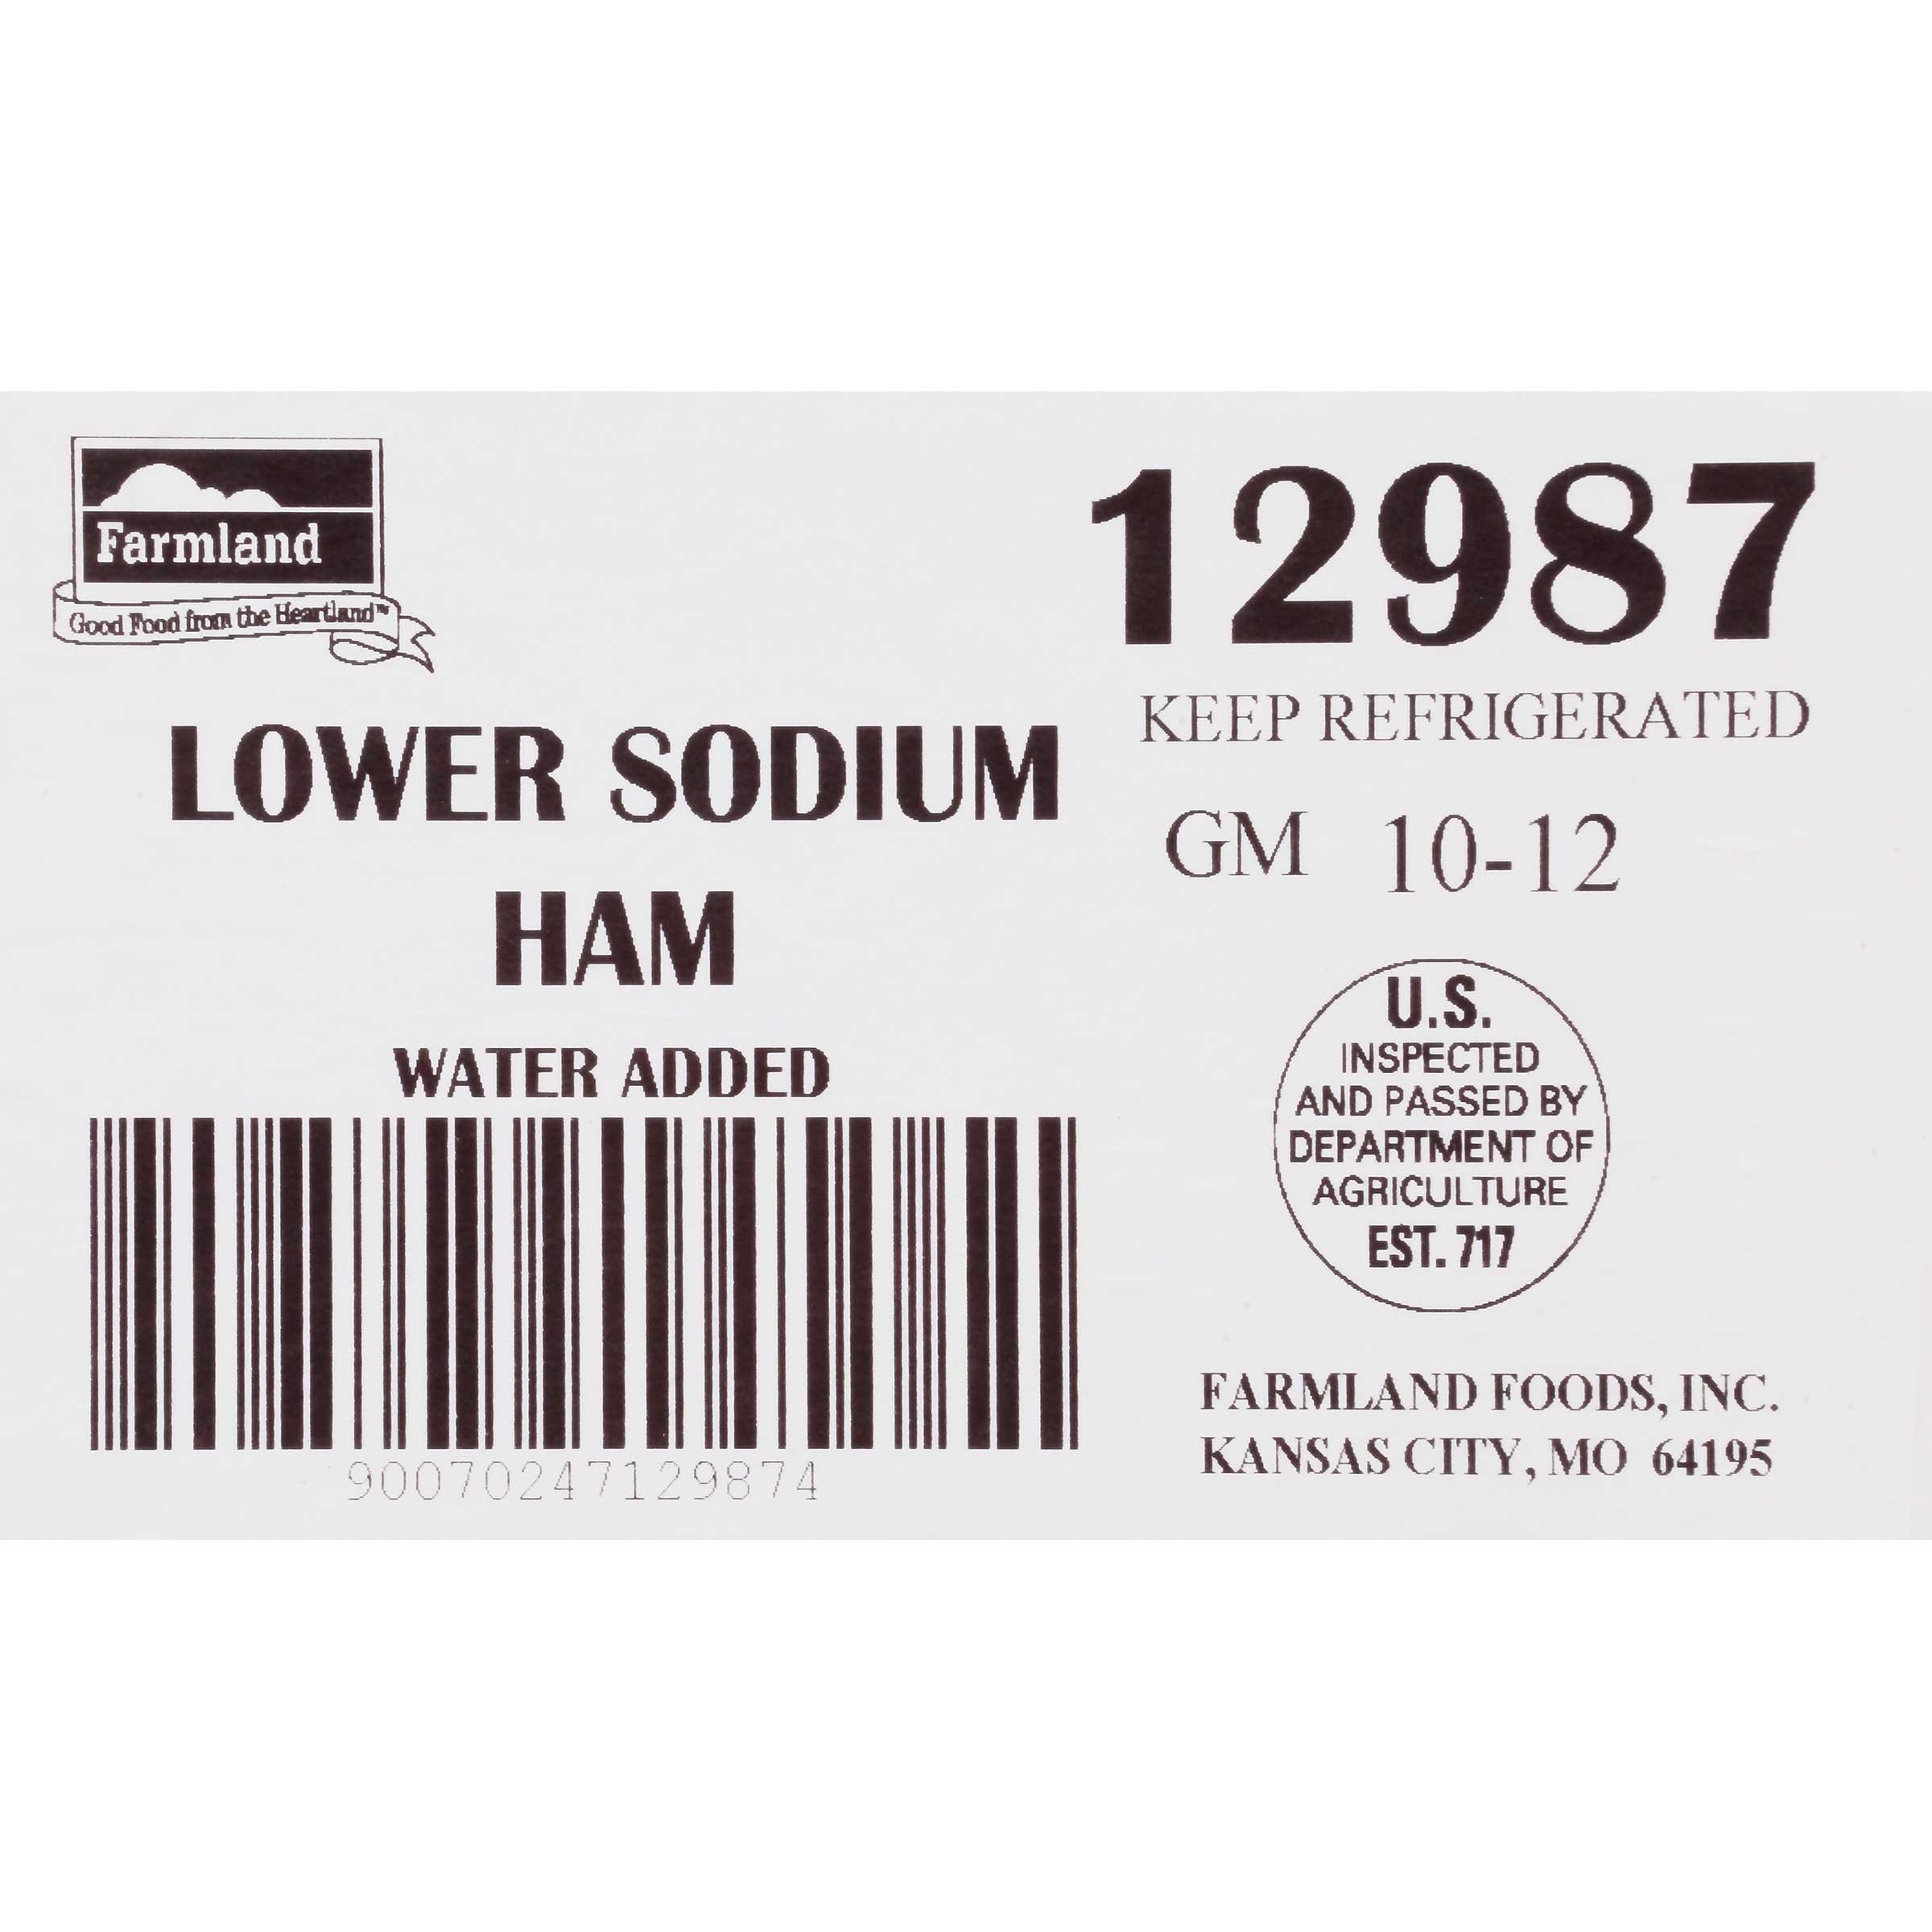 Farmland
Good Food from the Heartland™
12987
KEEP REFRIGERATED
GM 10-12
LOWER SODIUM
HAM
WATER ADDED
90070247129874
U.S.
INSPECTED
AND PASSED BY
DEPARTMENT OF
AGRICULTURE
EST. 717
FARMLAND FOODS, INC.
KANSAS CITY, MO 64195